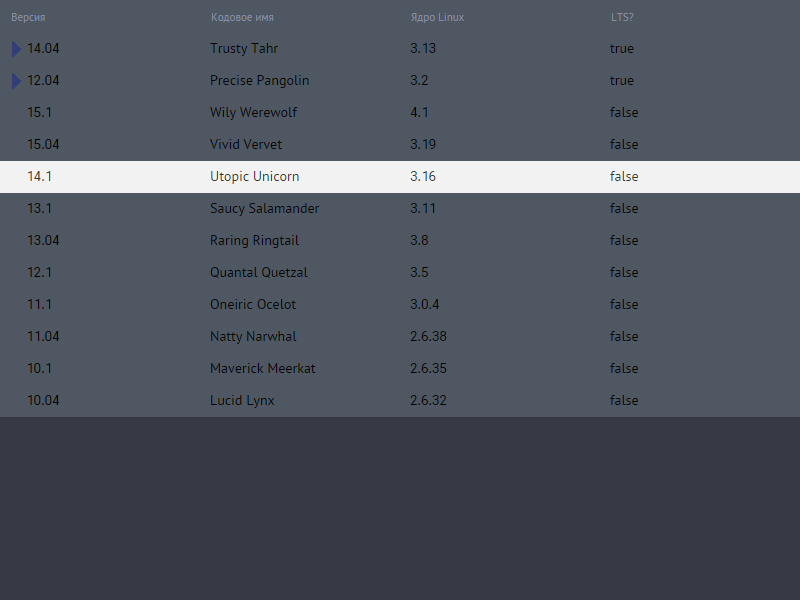 Версия Кодовое имя Ядро Linux LTS?
14.04 Trusty Tahr 3.13 true
12.04 Precise Pangolin 3.2 true
15.1 Wily Werewolf 4.1 false
15.04 Vivid Vervet 3.19 false
14.1 Utopic Unicorn 3.16 false
13.1 Saucy Salamander 3.11 false
13.04 Raring Ringtail 3.8 false
12.1 Quantal Quetzal 3.5 false
11.1 Oneiric Ocelot 3.0.4 false
11.04 Natty Narwhal 2.6.38 false
10.1 Maverick Meerkat 2.6.35 false
10.04 Lucid Lynx 2.6.32 false